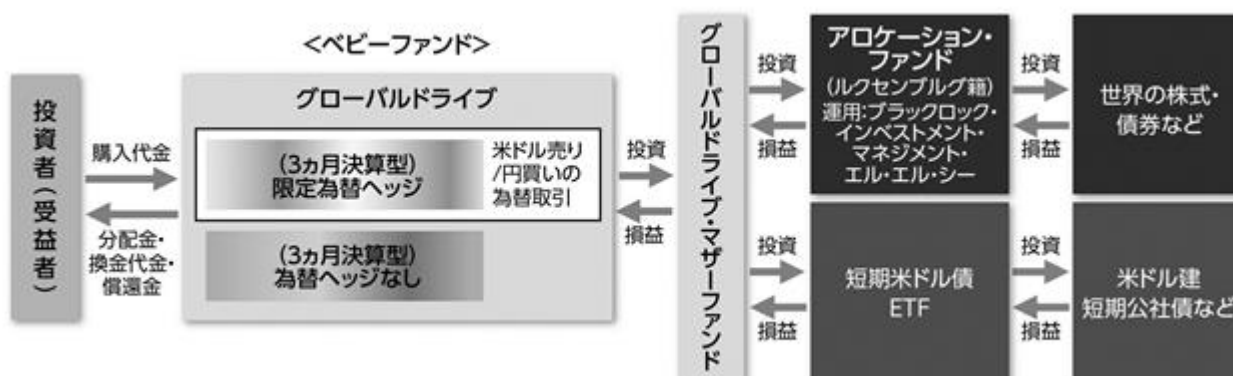 <ベビーファンド>
投資者(受益者)
購入代金
分配金・
換金代金・
償還金
グローバルドライブ
(3ヵ月決算型)
限定為替ヘッジ
米ドル売り
/円買いの
為替取引
(3ヵ月決算型)
為替ヘッジなし
投資
損益
グローバルドライブ・マザーファンド
投資
損益
アロケーション・
ファンド
(ルクセンブルグ籍)
運用:ブラックロック・
インベストメント・
マネジメント・
エル・エル・シー
投資
損益
世界の株式・
債券など
投資
損益
短期米ドル債
ETF
投資
損益
米ドル建
短期公社債など